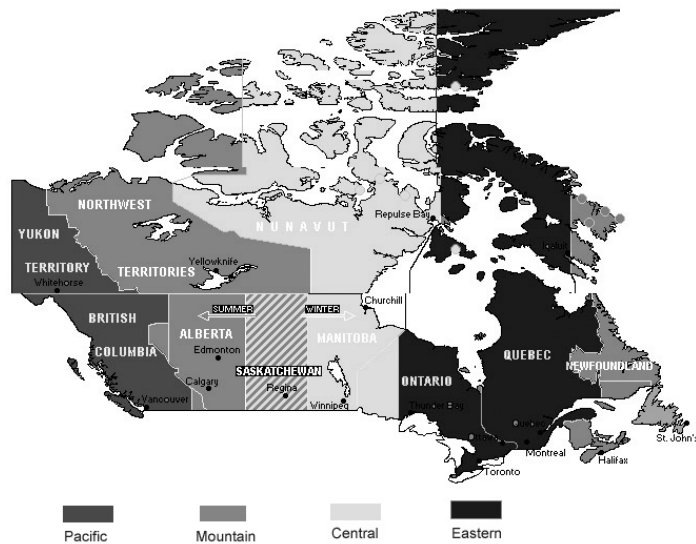 NORTHWEST
NUNAVUT
Repulse Bay
YUKON
Iqaluit
TERRITORY
TERRITORIES
Yellowknife
Whitehorse
Churchill
SUMMER
WINTER
BRITISH
COLUMBIA
ALBERTA
MANITOBA
Edmonton
SASKATCHEWAN
QUEBEC
NEWFOUNDLAND
ONTARIO
Calgary
Regina
Vancouver
Winnipeg
Thunder Bay
Quebec
St. John's
Montreal
Halifax
Toronto
Pacific
Mountain
Central
Eastern